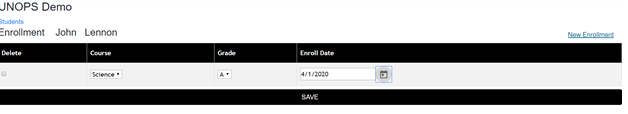 UNOPS Demo
Students
Enrollment John Lennon
New Enrollment
Delete Course Grade Enroll Date
Science A 4/1/2020
SAVE